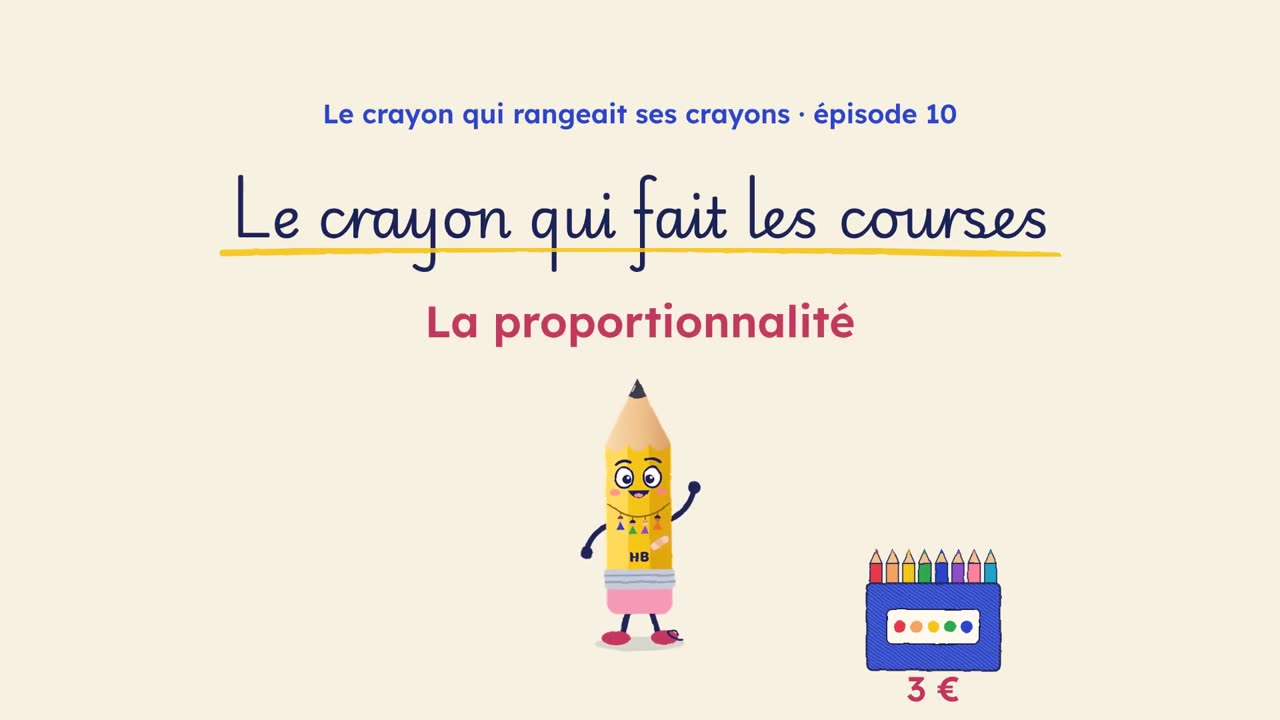 Le crayon qui rangeait ses crayons · épisode 10
Le crayon qui fait les courses
La proportionnalité
HB
3 €